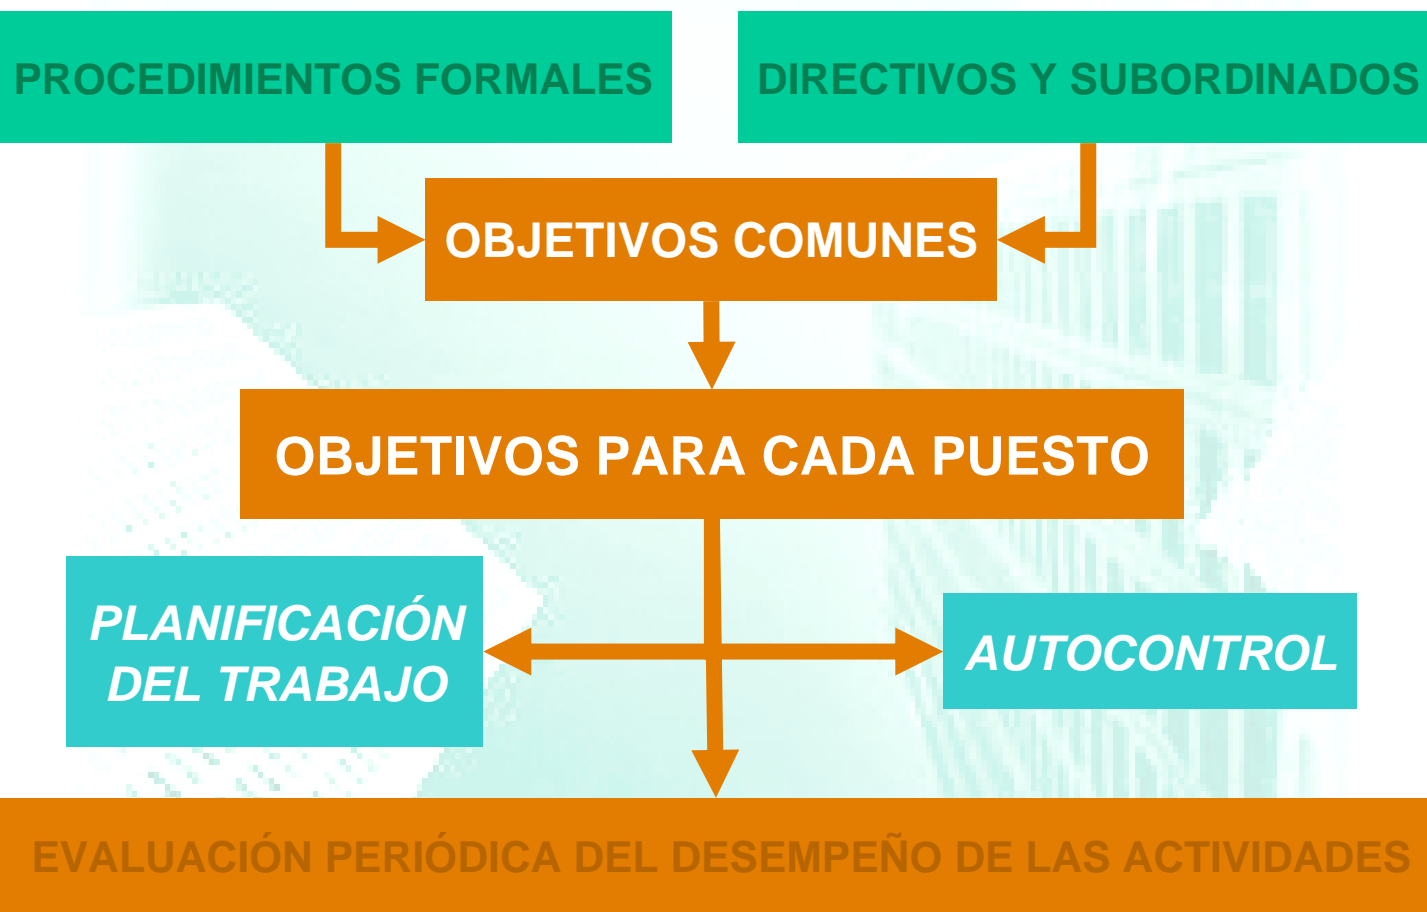 PROCEDIMIENTOS FORMALES
DIRECTIVOS Y SUBORDINADOS
OBJETIVOS COMUNES
OBJETIVOS PARA CADA PUESTO
PLANIFICACIÓN
DEL TRABAJO
AUTOCONTROL
EVALUACIÓN PERIÓDICA DEL DESEMPEÑO DE LAS ACTIVIDADES